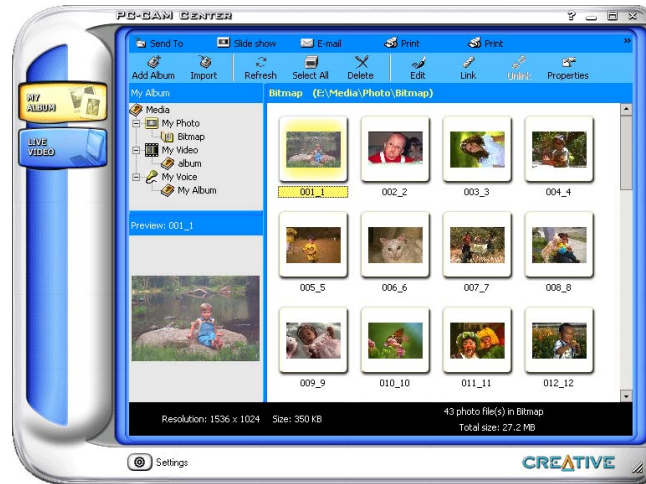 PC-CAM CENTER
Send To Slide show E-mail Print Print »
Add Album Import Refresh Select All Delete Edit Link Unlink Properties
MY ALBUM
LIVE VIDEO
My Album
Media
My Photo
Bitmap
My Video
album
My Voice
My Album
Bitmap (E:\Media\Photo\Bitmap)
001_1 002_2 003_3 004_4
005_5 006_6 007_7 008_8
009_9 010_10 011_11 012_12
Preview: 001_1
Resolution: 1536 x 1024 Size: 350 KB
43 photo file(s) in Bitmap
Total size: 27.2 MB
Settings
CREATIVE